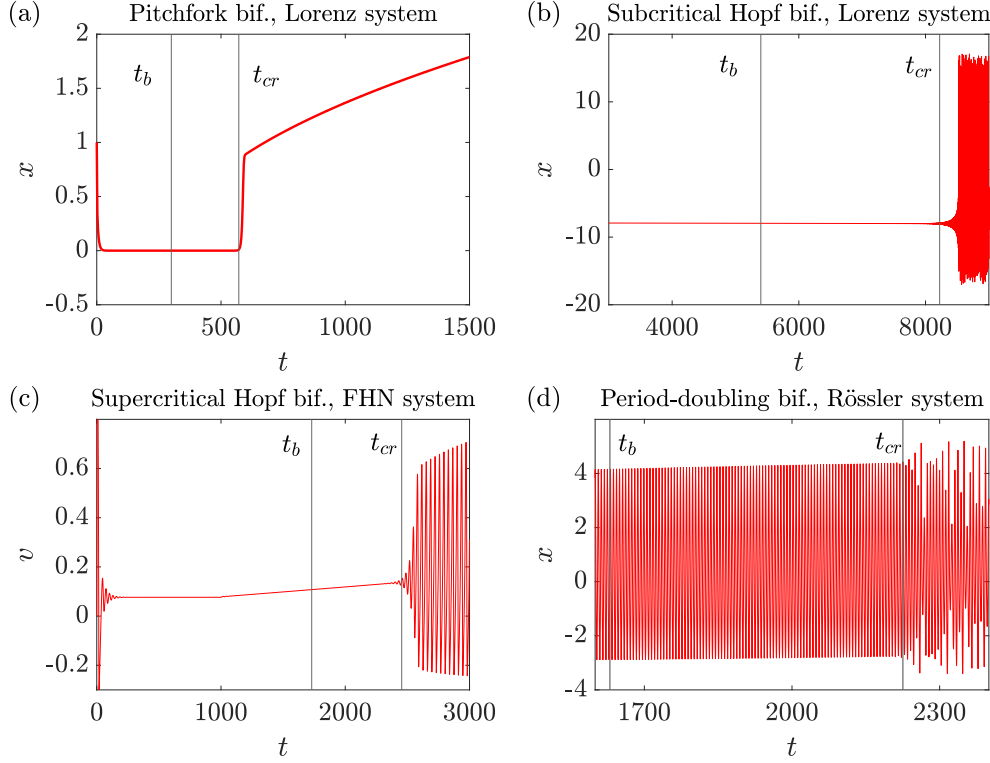 (a) Pitchfork bif., Lorenz system
2
1.5
1
0.5
0
-0.5
x
t_b
t_cr
0 500 1000 1500
t
(b) Subcritical Hopf bif., Lorenz system
20
10
0
-10
-20
x
t_b
t_cr
4000 6000 8000
t
(c) Supercritical Hopf bif., FHN system
0.6
0.4
0.2
0
-0.2
v
t_b
t_cr
0 1000 2000 3000
t
(d) Period-doubling bif., Rössler system
4
2
0
-2
-4
x
t_b
t_cr
1700 2000 2300
t